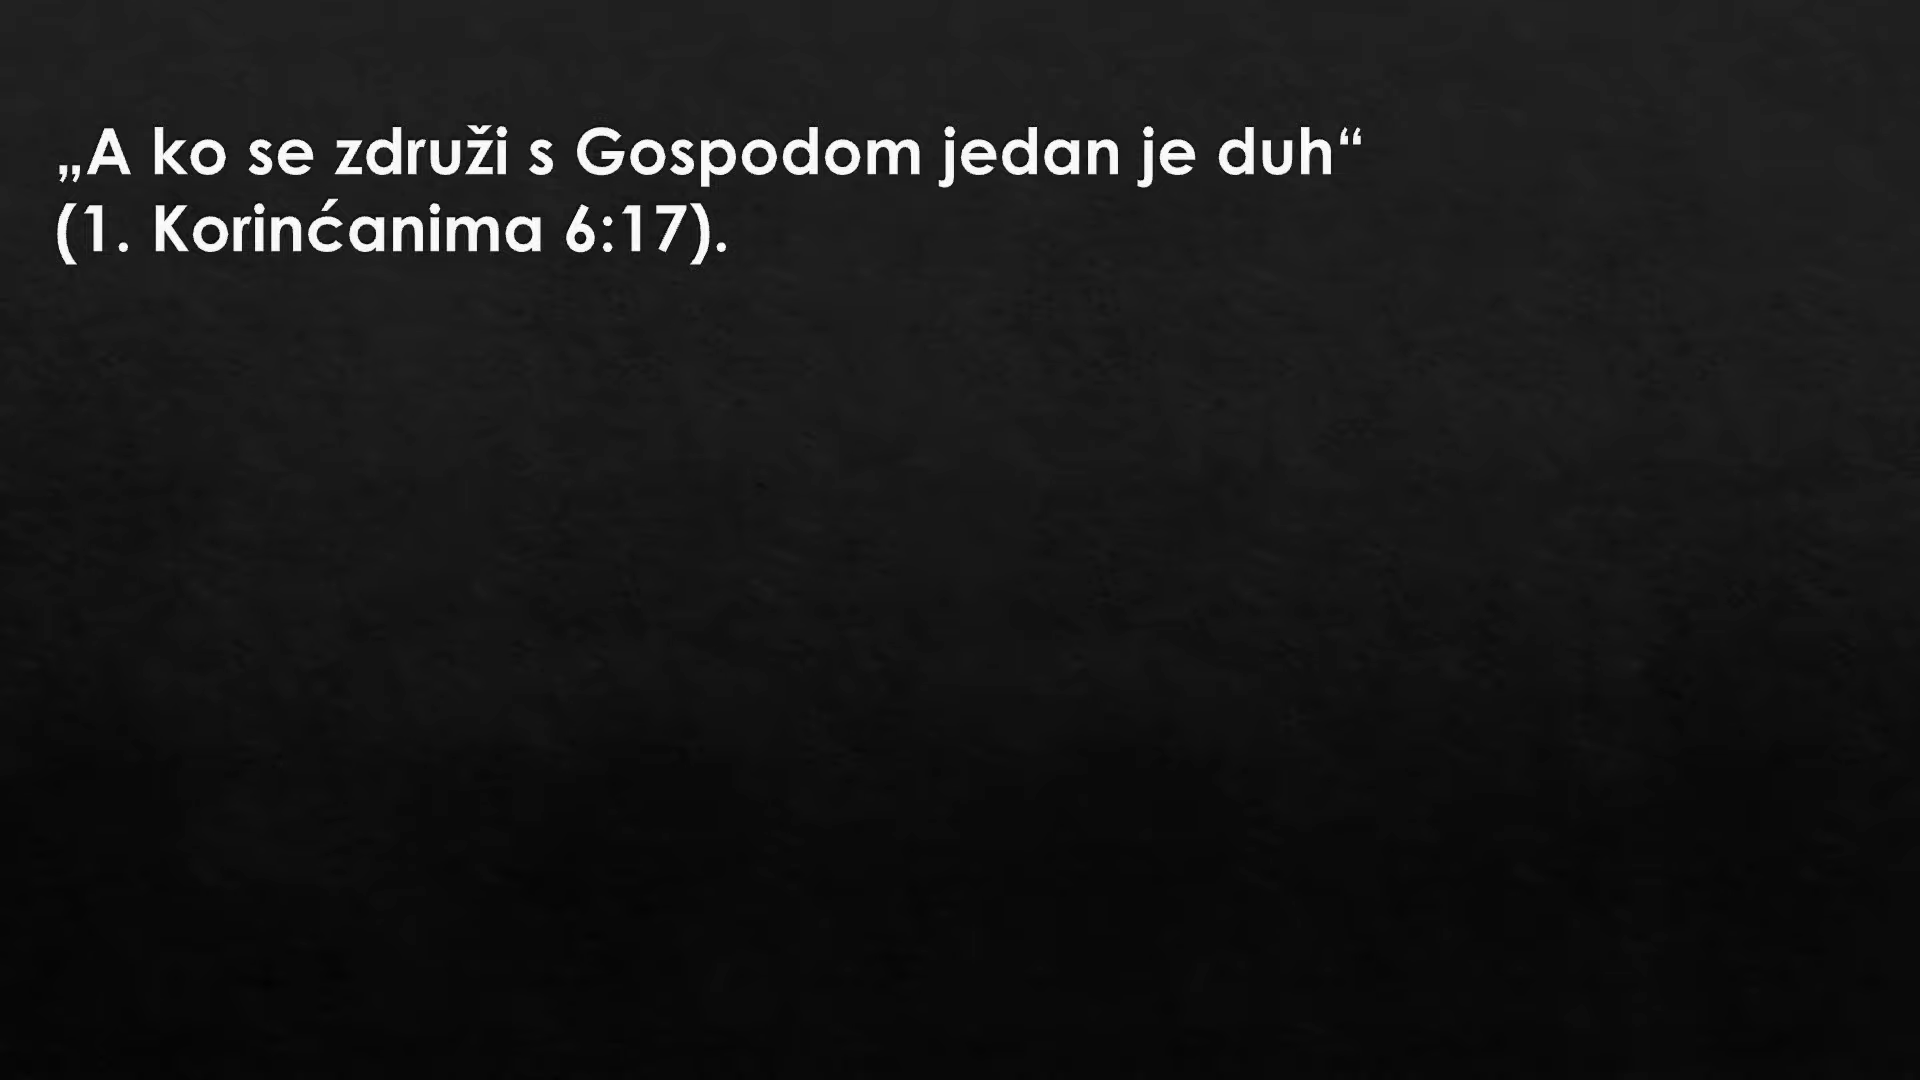 „A ko se združi s Gospodom jedan je duh“
(1. Korinćanima 6:17).